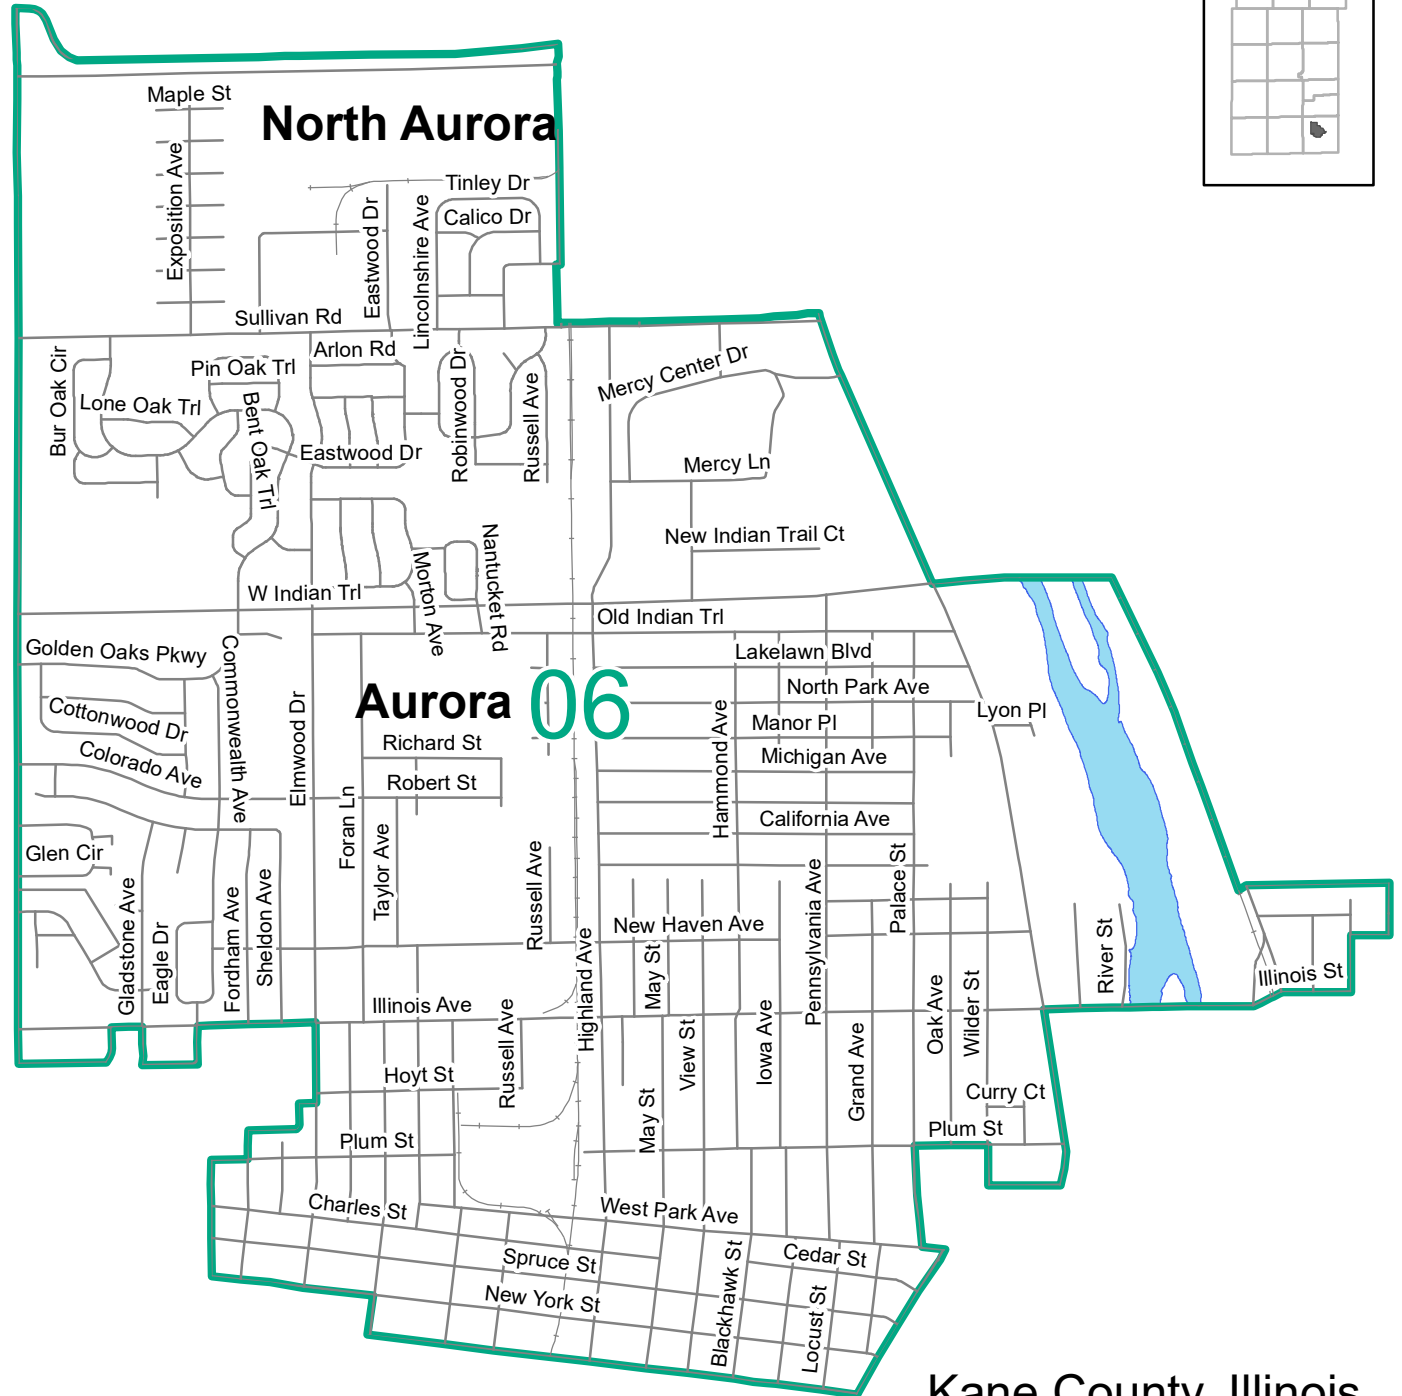 Maple St
North Aurora
Exposition Ave
Tinley Dr
Calico Dr
Eastwood Dr
Lincolnshire Ave
Sullivan Rd
Arlon Rd
Pin Oak Trl
Bur Oak Cir
Lone Oak Trl
Bent Oak Trl
Eastwood Dr
Robinwood Dr
Russell Ave
Mercy Center Dr
Mercy Ln
New Indian Trail Ct
Nantucket Rd
Morton Ave
W Indian Trl
Old Indian Trl
Golden Oaks Pkwy
Commonwealth Ave
Lakelawn Blvd
North Park Ave
Aurora
06
Cottonwood Dr
Elmwood Dr
Hammond Ave
Manor Pl
Lyon Pl
Richard St
Colorado Ave
Michigan Ave
Robert St
Foran Ln
California Ave
Glen Cir
Taylor Ave
Russell Ave
Pennsylvania Ave
Palace St
Gladstone Ave
Eagle Dr
Fordham Ave
Sheldon Ave
New Haven Ave
May St
Highland Ave
River St
Illinois St
Illinois Ave
Russell Ave
View St
Iowa Ave
Oak Ave
Wilder St
Grand Ave
Hoyt St
May St
Curry Ct
Plum St
Plum St
Charles St
West Park Ave
Spruce St
Cedar St
New York St
Blackhawk St
Locust St
Kane County, Illinois